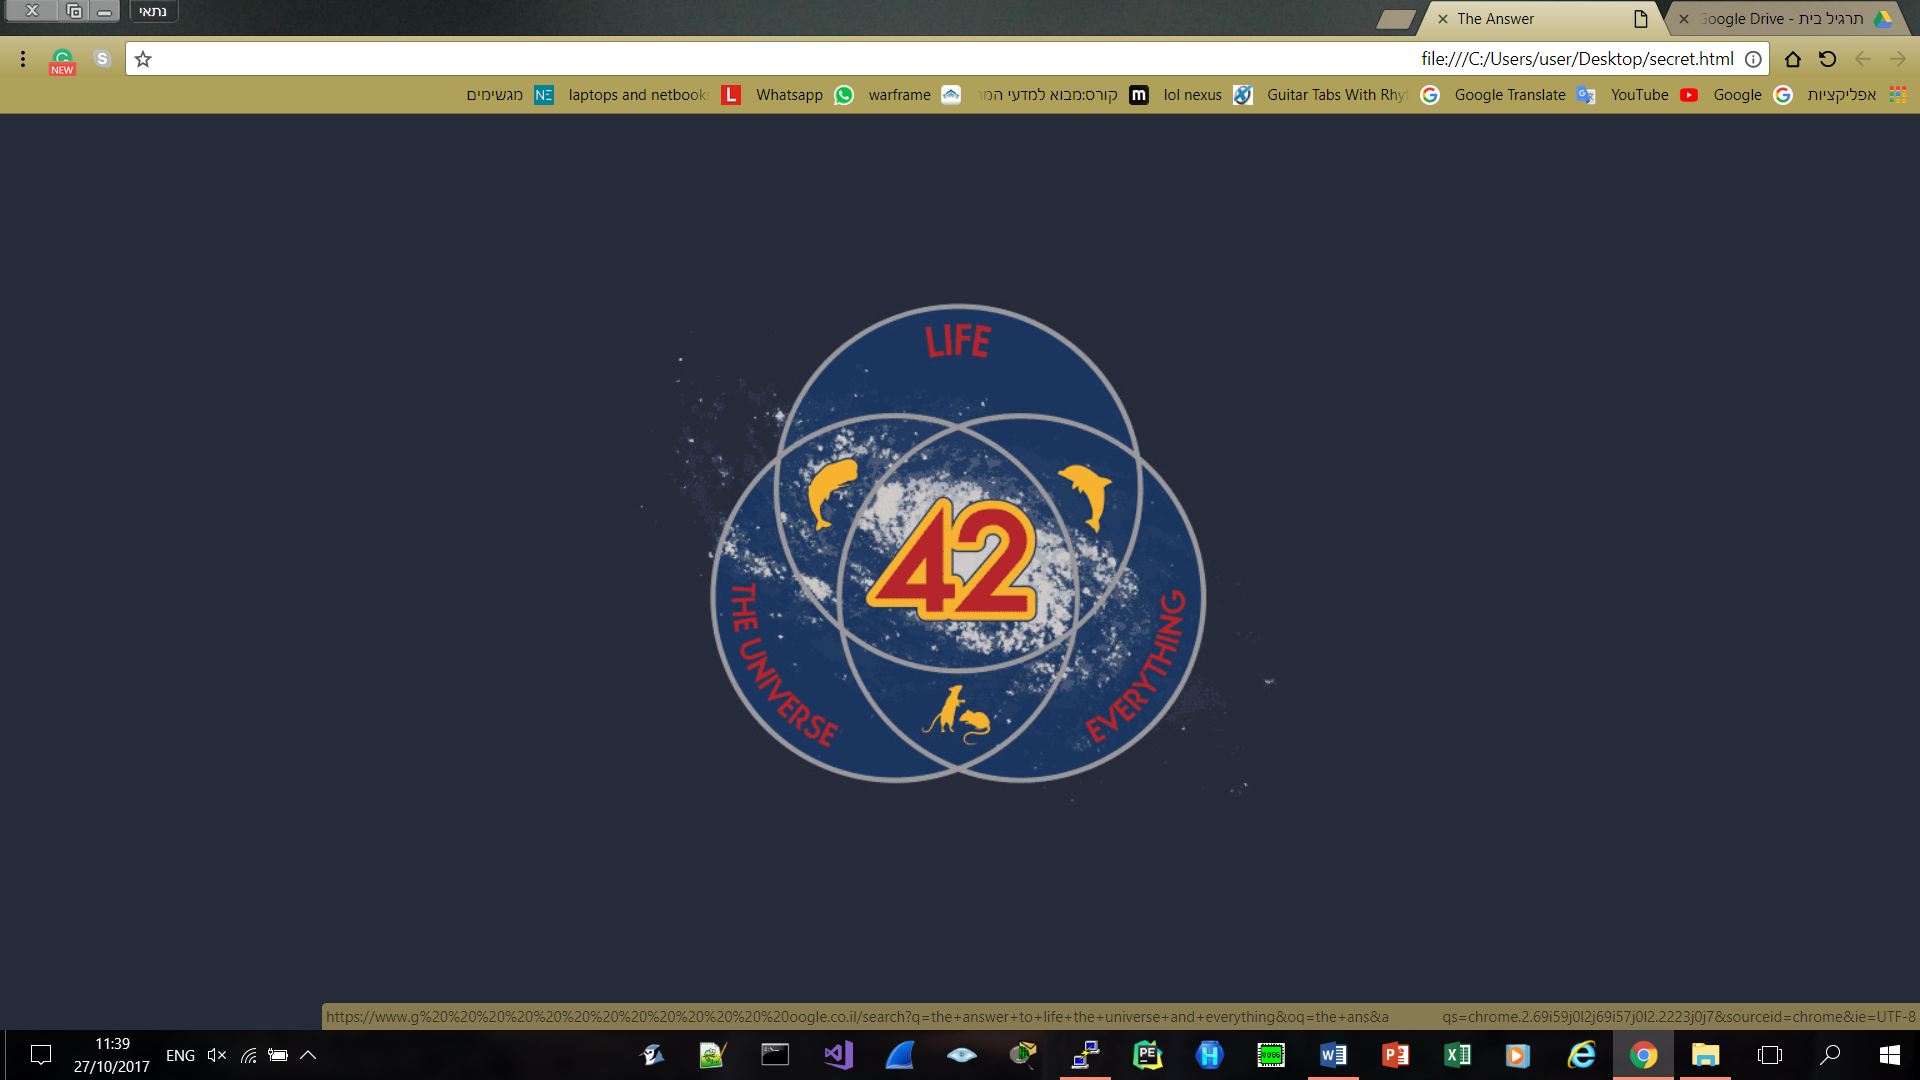 נתאי
The Answer
תרגיל בית - Google Drive
file:///C:/Users/user/Desktop/secret.html
NEW
אפליקציות
Google
YouTube
Google Translate
Guitar Tabs With Rhy
lol nexus
קורס:מבוא למדעי המ
warframe
Whatsapp
laptops and netbook
מגשימים
LIFE
42
THE UNIVERSE
EVERYTHING
https://www.g%20%20%20%20%20%20%20%20%20%20%20%20%20oogle.co.il/search?q=the+answer+to+life+the+universe+and+everything&oq=the+ans&a qs=chrome.2.69i59j0l2j69i57j0l2.2223j0j7&sourceid=chrome&ie=UTF-8
11:39
27/10/2017
ENG